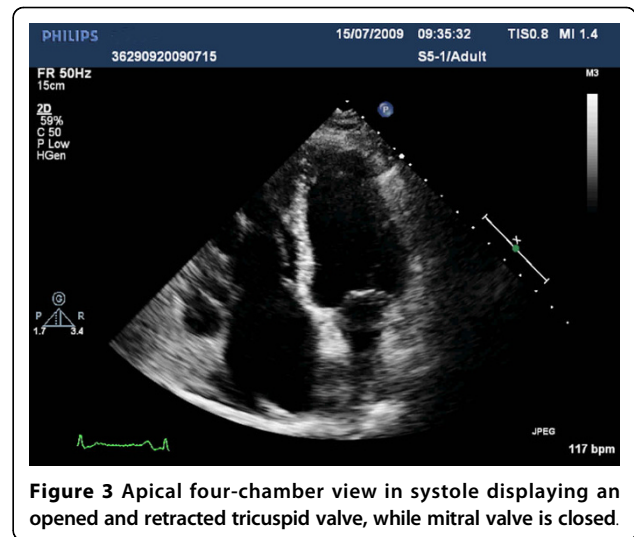 PHILIPS 15/07/2009 09:35:32 TIS0.8 MI 1.4
36290920090715 S5-1/Adult
FR 50Hz
15cm
M3
2D
59%
C 50
P Low
HGen
P
G
P R
1.7 3.4
JPEG
117 bpm
Figure 3 Apical four-chamber view in systole displaying an
opened and retracted tricuspid valve, while mitral valve is closed.